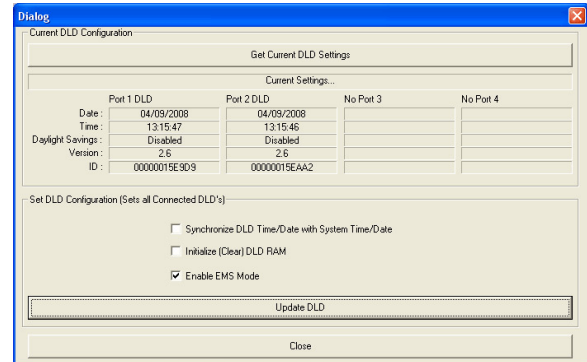 Dialog
Current DLD Configuration
Get Current DLD Settings
Current Settings...
Port 1 DLD Port 2 DLD No Port 3 No Port 4
Date : 04/09/2008 04/09/2008
Time : 13:15:47 13:15:46
Daylight Savings : Disabled Disabled
Version : 2.6 2.6
ID : 00000015E9D9 00000015EAA2
Set DLD Configuration (Sets all Connected DLD's)
Synchronize DLD Time/Date with System Time/Date
Initialize (Clear) DLD RAM
Enable EMS Mode
Update DLD
Close